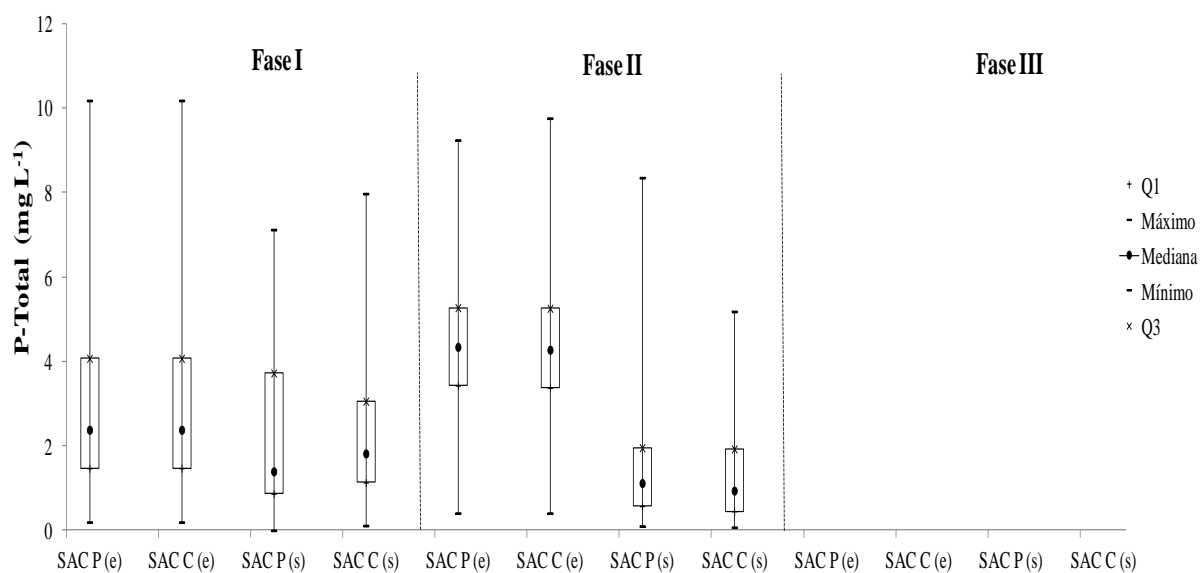 12
10
8
6
4
2
0
P-Total (mg L⁻¹)
Fase I
Fase II
Fase III
Q1
Máximo
Mediana
Mínimo
Q3
SAC P (e) SAC C (e) SAC P (s) SAC C (s) SAC P (e) SAC C (e) SAC P (s) SAC C (s) SAC P (e) SAC C (e) SAC P (s) SAC C (s)